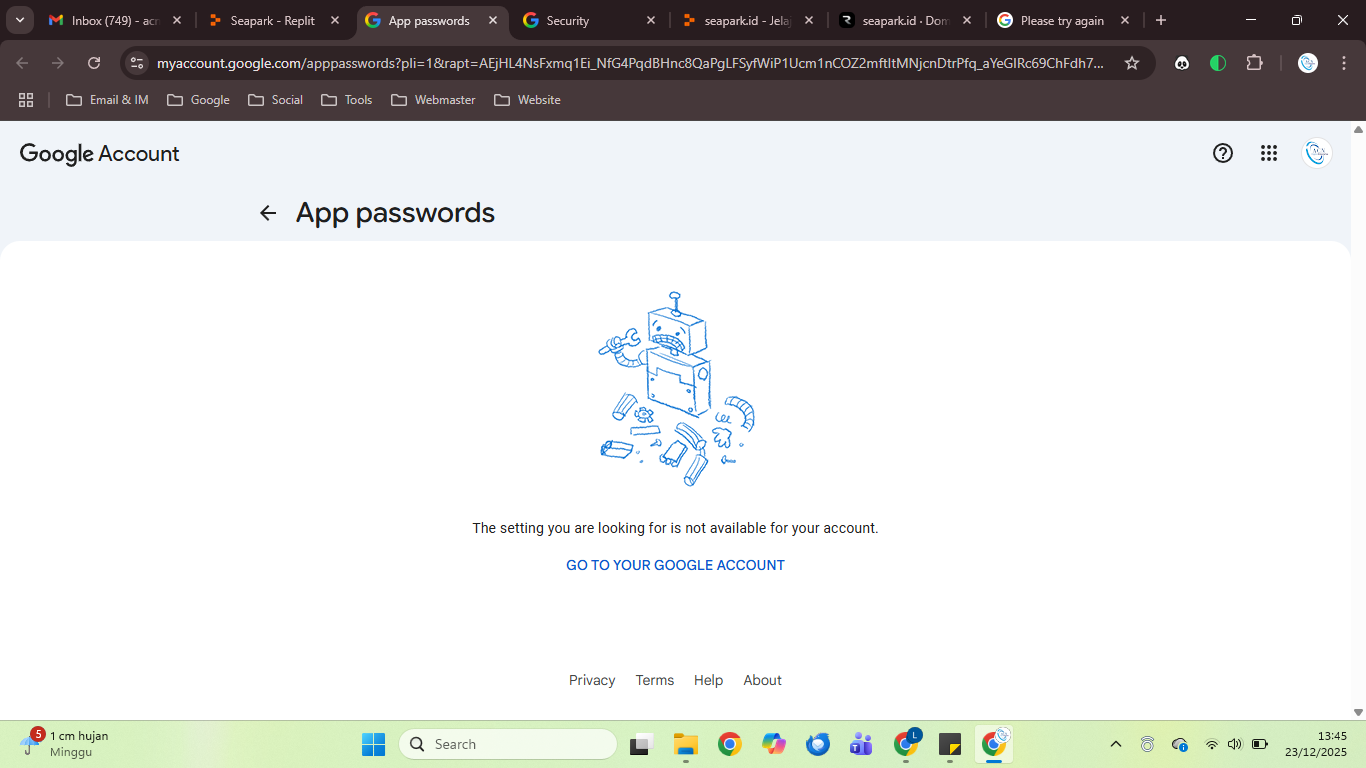 Inbox (749) - acn
Seapark - Replit
App passwords
Security
seapark.id - Jelaj
seapark.id · Dom
Please try again
myaccount.google.com/apppasswords?pli=1&rapt=AEjHL4NsFxmq1Ei_NfG4PqdBHnc8QaPgLFSyfWiP1Ucm1nCOZ2mftItMNjcnDtrPfq_aYeGIRc69ChFdh7...
Email & IM
Google
Social
Tools
Webmaster
Website
Google Account
App passwords
The setting you are looking for is not available for your account.
GO TO YOUR GOOGLE ACCOUNT
Privacy
Terms
Help
About
5
1 cm hujan
Minggu
Search
L
13:45
23/12/2025